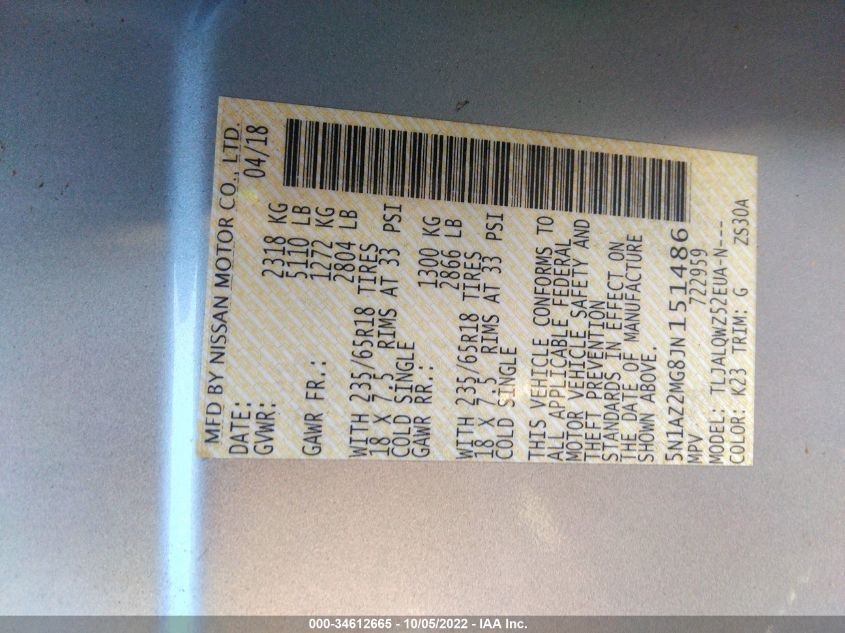 MFD BY NISSAN MOTOR CO., LTD.
DATE: 04/18
GVWR: 2318 KG
5110 LB
GAWR FR.: 1272 KG
2804 LB
WITH 235/65R18 TIRES
18 X 7.5 RIMS AT 33 PSI
COLD SINGLE
GAWR RR.: 1300 KG
2866 LB
WITH 235/65R18 TIRES
18 X 7.5 RIMS AT 33 PSI
COLD SINGLE
THIS VEHICLE CONFORMS TO
ALL APPLICABLE FEDERAL
MOTOR VEHICLE SAFETY AND
THEFT PREVENTION
STANDARDS IN EFFECT ON
THE DATE OF MANUFACTURE
SHOWN ABOVE.
5N1AZ2MG8JN151486
MPV 722959
MODEL: TLJALQWZ52EUA-N---
COLOR: K23 TRIM: G ZS30A
000-34612665 - 10/05/2022 - IAA Inc.